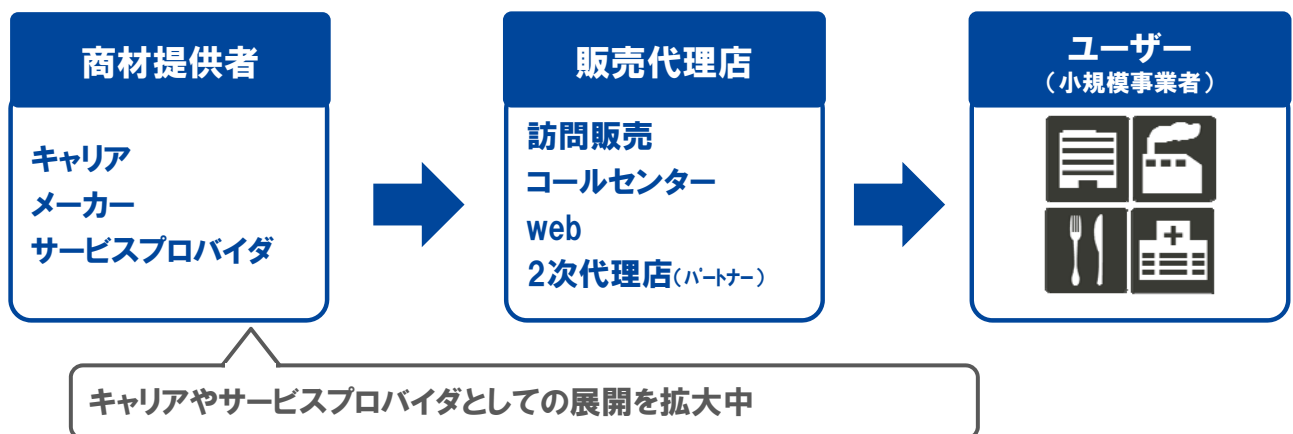 商材提供者
キャリア
メーカー
サービスプロバイダ
販売代理店
訪問販売
コールセンター
web
2次代理店(パートナー)
ユーザー
(小規模事業者)
キャリアやサービスプロバイダとしての展開を拡大中